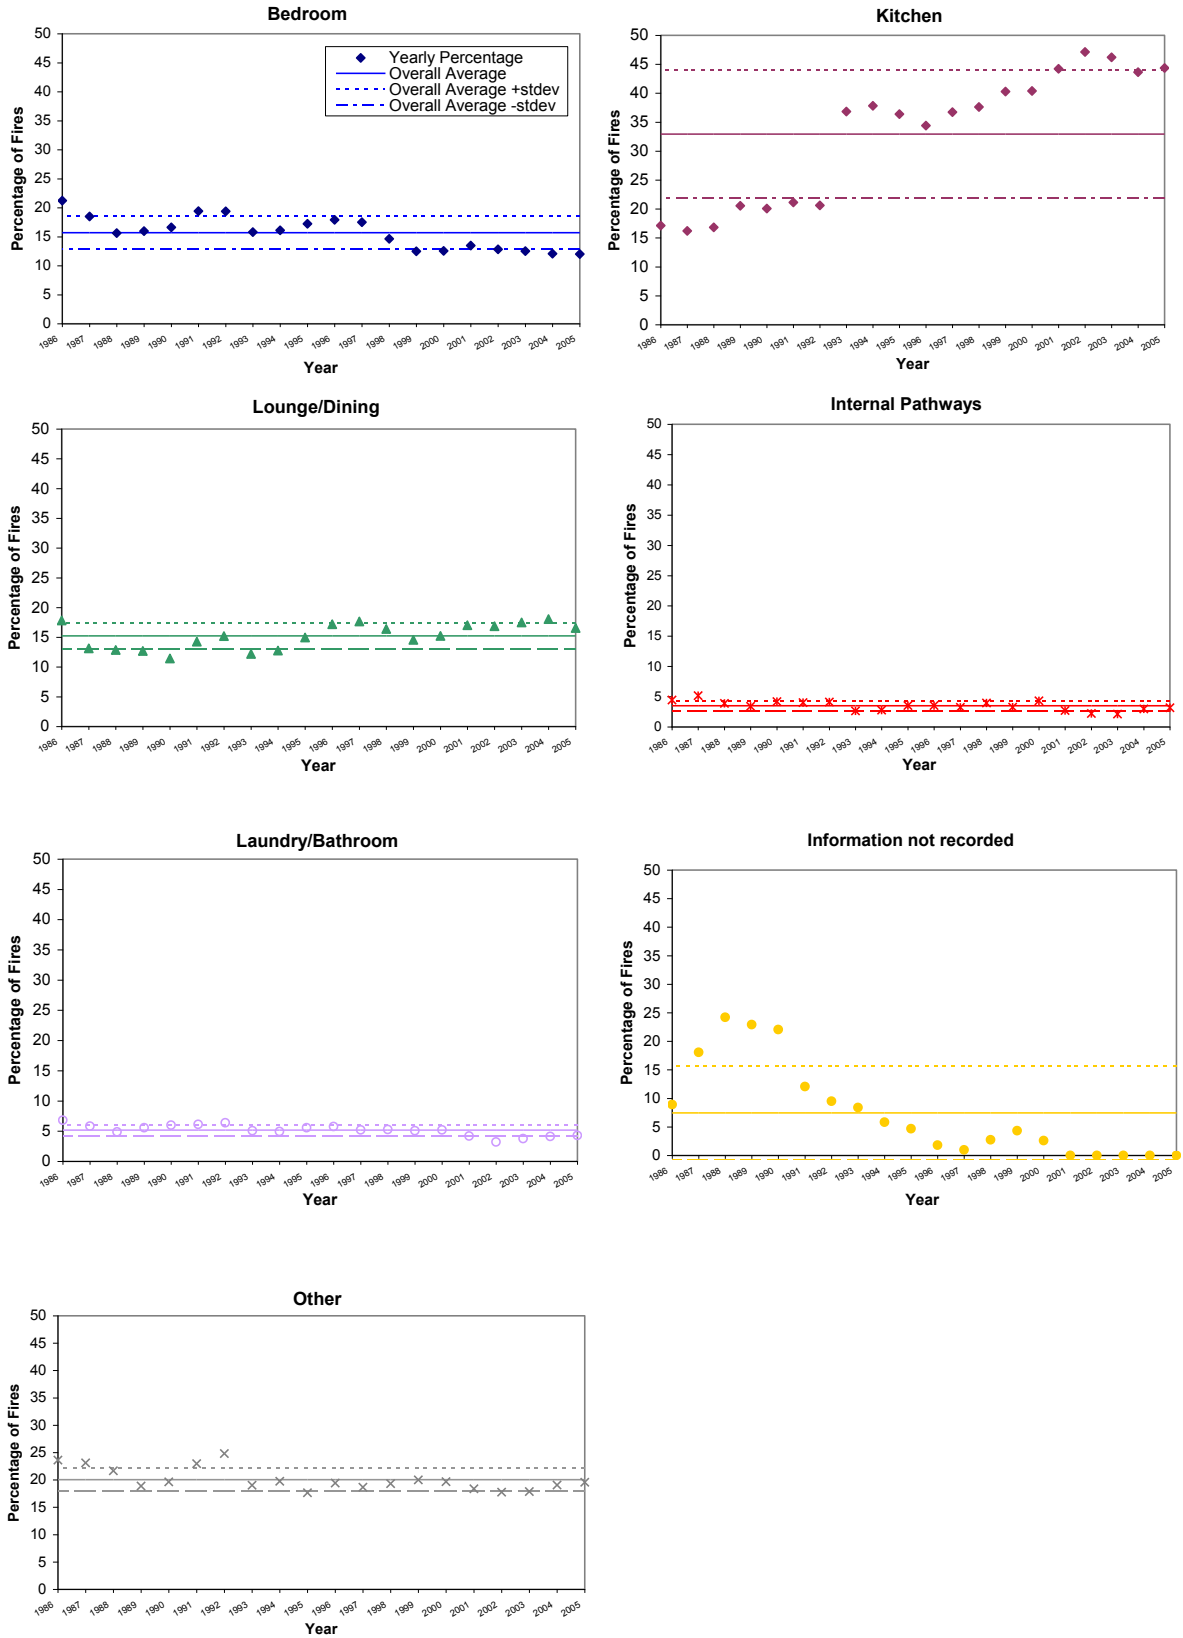 Bedroom
50
45
40
35
30
25
20
15
10
5
0
Percentage of Fires
Yearly Percentage
Overall Average
Overall Average +stdev
Overall Average -stdev
1986 1987 1988 1989 1990 1991 1992 1993 1994 1995 1996 1997 1998 1999 2000 2001 2002 2003 2004 2005
Year
Kitchen
50
45
40
35
30
25
20
15
10
5
0
Percentage of Fires
1986 1987 1988 1989 1990 1991 1992 1993 1994 1995 1996 1997 1998 1999 2000 2001 2002 2003 2004 2005
Year
Lounge/Dining
50
45
40
35
30
25
20
15
10
5
0
Percentage of Fires
1986 1987 1988 1989 1990 1991 1992 1993 1994 1995 1996 1997 1998 1999 2000 2001 2002 2003 2004 2005
Year
Internal Pathways
50
45
40
35
30
25
20
15
10
5
0
Percentage of Fires
1986 1987 1988 1989 1990 1991 1992 1993 1994 1995 1996 1997 1998 1999 2000 2001 2002 2003 2004 2005
Year
Laundry/Bathroom
50
45
40
35
30
25
20
15
10
5
0
Percentage of Fires
1986 1987 1988 1989 1990 1991 1992 1993 1994 1995 1996 1997 1998 1999 2000 2001 2002 2003 2004 2005
Year
Information not recorded
50
45
40
35
30
25
20
15
10
5
0
Percentage of Fires
1986 1987 1988 1989 1990 1991 1992 1993 1994 1995 1996 1997 1998 1999 2000 2001 2002 2003 2004 2005
Year
Other
50
45
40
35
30
25
20
15
10
5
0
Percentage of Fires
1986 1987 1988 1989 1990 1991 1992 1993 1994 1995 1996 1997 1998 1999 2000 2001 2002 2003 2004 2005
Year